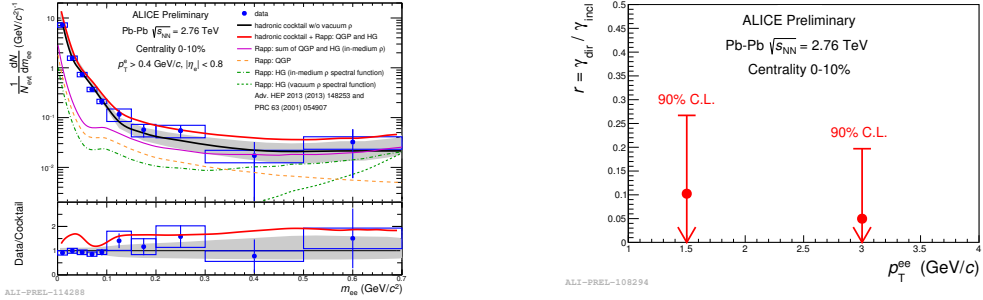 ALICE Preliminary
Pb-Pb √sNN = 2.76 TeV
Centrality 0-10%
pTe > 0.4 GeV/c, |ηe| < 0.8
data
hadronic cocktail w/o vacuum ρ
hadronic cocktail + Rapp: QGP and HG
Rapp: sum of QGP and HG (in-medium ρ)
Rapp: QGP
Rapp: HG (in-medium ρ spectral function)
Rapp: HG (vacuum ρ spectral function)
Adv. HEP 2013 (2013) 148253 and
PRC 63 (2001) 054907
1/Nevt dN/dmee (GeV/c²)⁻¹
10
1
10⁻¹
10⁻²
Data/Cocktail
2
1
0
0 0.1 0.2 0.3 0.4 0.5 0.6 0.7
mee (GeV/c²)
ALI-PREL-114288
r = γdir / γincl
ALICE Preliminary
Pb-Pb √sNN = 2.76 TeV
Centrality 0-10%
90% C.L.
90% C.L.
0.5
0.45
0.4
0.35
0.3
0.25
0.2
0.15
0.1
0.05
0
1 1.5 2 2.5 3 3.5 4
pTee (GeV/c)
ALI-PREL-108294